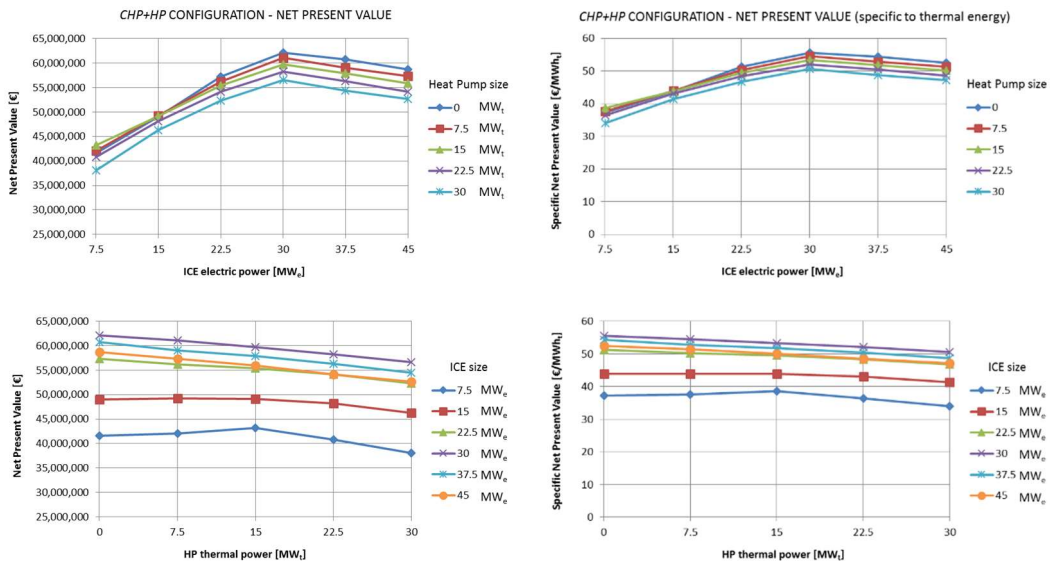 CHP+HP CONFIGURATION - NET PRESENT VALUE
65,000,000
60,000,000
55,000,000
50,000,000
45,000,000
40,000,000
35,000,000
30,000,000
25,000,000
Net Present Value [€]
7.5 15 22.5 30 37.5 45
ICE electric power [MWe]
Heat Pump size
0 MWt
7.5 MWt
15 MWt
22.5 MWt
30 MWt
CHP+HP CONFIGURATION - NET PRESENT VALUE (specific to thermal energy)
60
50
40
30
20
10
0
Specific Net Present Value [€/MWht]
7.5 15 22.5 30 37.5 45
ICE electric power [MWe]
Heat Pump size
0
7.5
15
22.5
30
65,000,000
60,000,000
55,000,000
50,000,000
45,000,000
40,000,000
35,000,000
30,000,000
25,000,000
Net Present Value [€]
0 7.5 15 22.5 30
HP thermal power [MWt]
ICE size
7.5 MWe
15 MWe
22.5 MWe
30 MWe
37.5 MWe
45 MWe
60
50
40
30
20
10
0
Specific Net Present Value [€/MWht]
0 7.5 15 22.5 30
HP thermal power [MWt]
ICE size
7.5 MWe
15 MWe
22.5 MWe
30 MWe
37.5 MWe
45 MWe